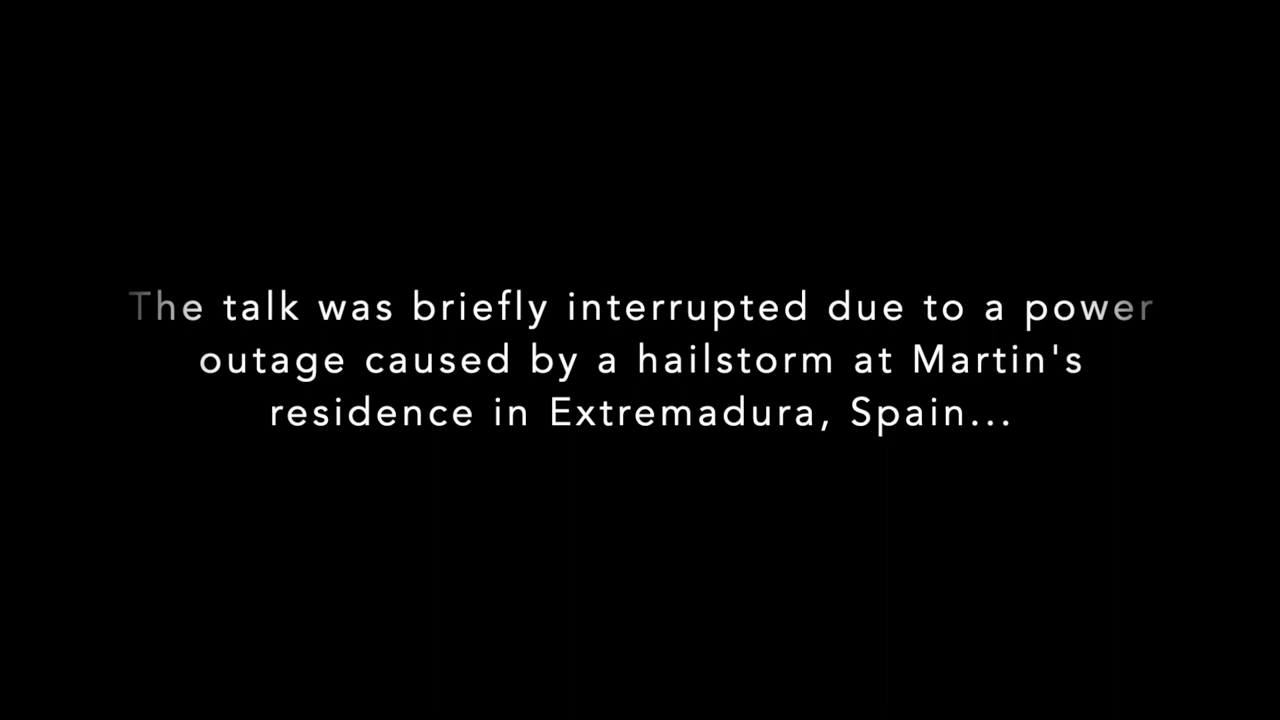 The talk was briefly interrupted due to a power
outage caused by a hailstorm at Martin's
residence in Extremadura, Spain...